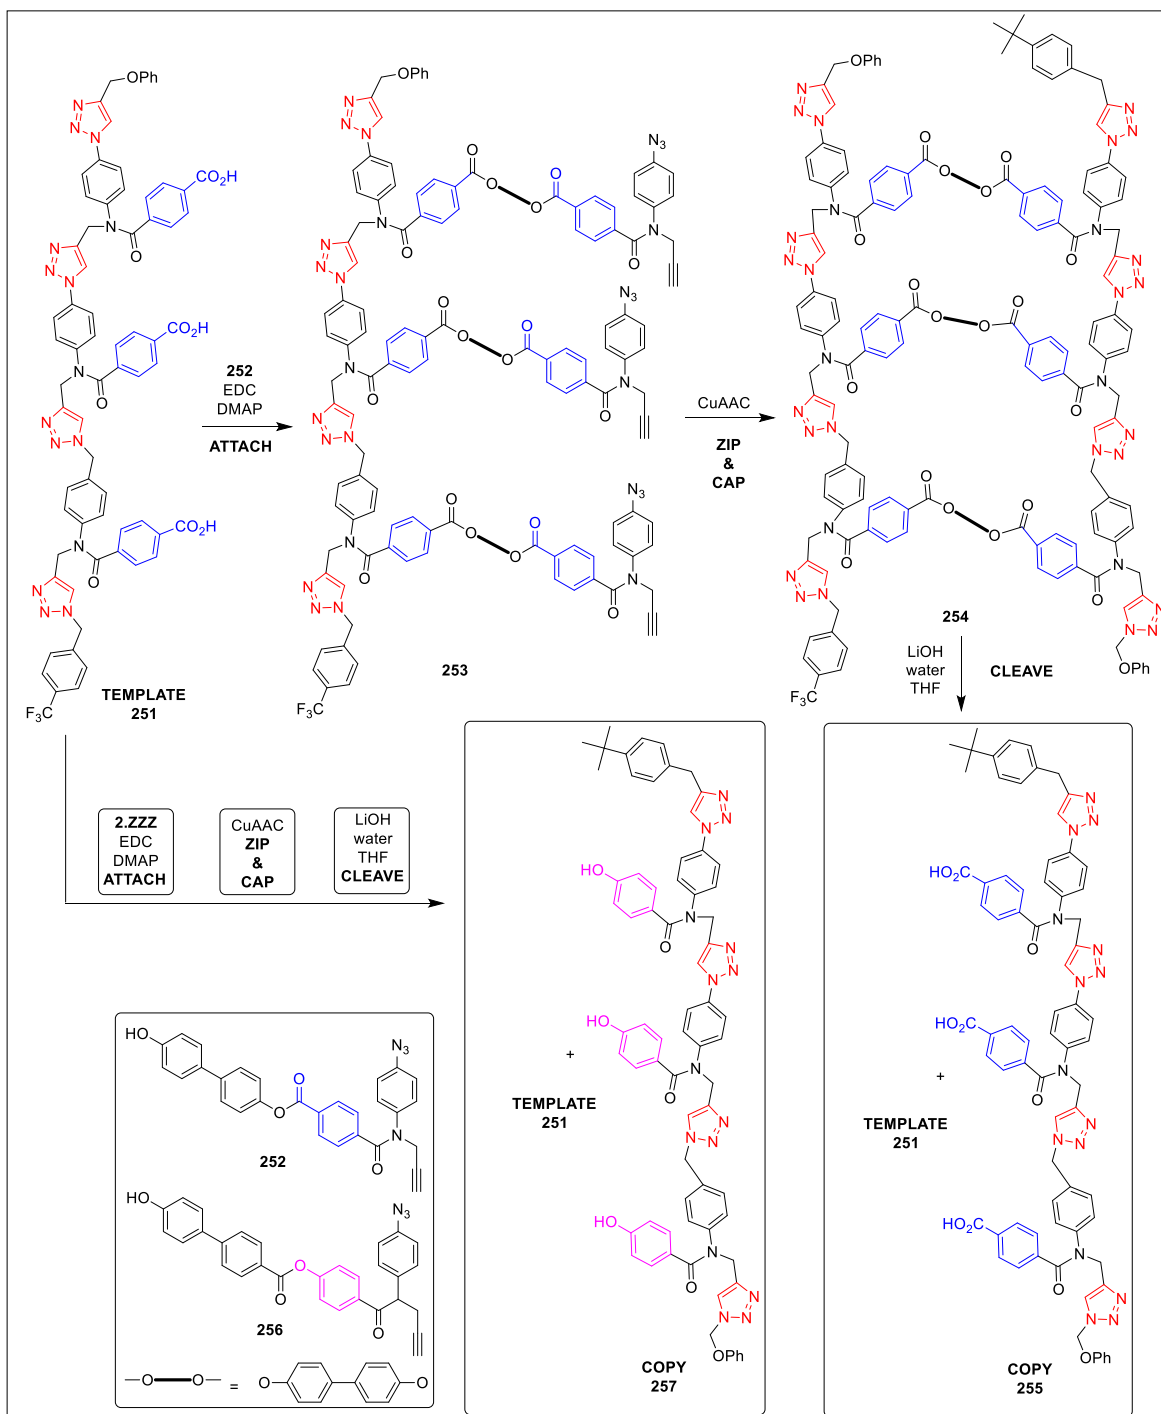 OPh
N
N
N
CO2H
N
O
N
N
N
CO2H
N
O
N
N
N
CO2H
N
O
N
N
N
F3C
TEMPLATE
251
252
EDC
DMAP
ATTACH
OPh
N
N
N
O
O
O
O
N3
N
O
N
O
N
N
N
N3
O
O
O
O
N
O
N
O
N
N
N
N3
O
O
O
O
N
O
N
O
N
N
N
F3C
253
CuAAC
ZIP
&
CAP
OPh
N
N
N
N
N
N
O
O
O
O
N
O
O
N
N
N
N
N
N
N
O
O
O
O
N
O
O
N
N
N
N
N
N
N
O
O
O
O
N
O
O
N
N
N
N
N
N
N
F3C
OPh
254
LiOH
water
THF
CLEAVE
2.ZZZ
EDC
DMAP
ATTACH
CuAAC
ZIP
&
CAP
LiOH
water
THF
CLEAVE
N
N
N
HO
N
O
N
N
N
HO
N
O
+
TEMPLATE
251
N
N
N
HO
N
O
N
N
N
OPh
COPY
257
N
N
N
HO2C
N
O
N
N
N
HO2C
N
O
+
TEMPLATE
251
N
N
N
HO2C
N
O
N
N
N
OPh
COPY
255
HO
O
O
N3
N
O
252
HO
O
O
N3
O
256
O
O
=
O
O